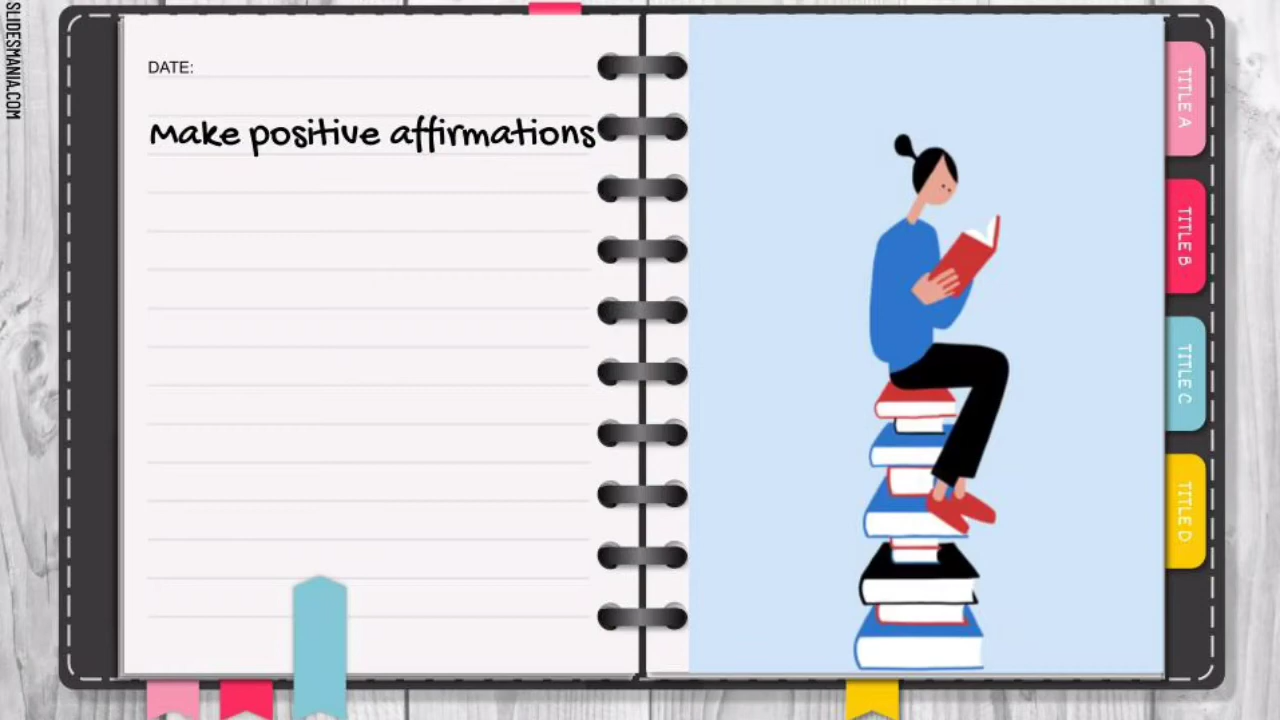 SLIDESMANIA.COM
DATE:
Make positive affirmations
TITLE A
TITLE B
TITLE C
TITLE D